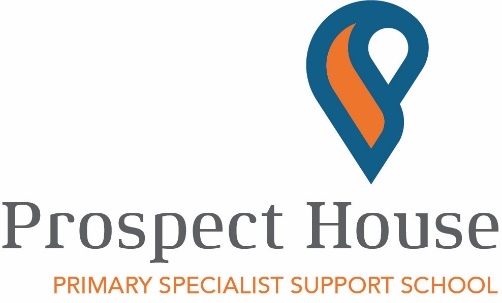 Prospect House
PRIMARY SPECIALIST SUPPORT SCHOOL